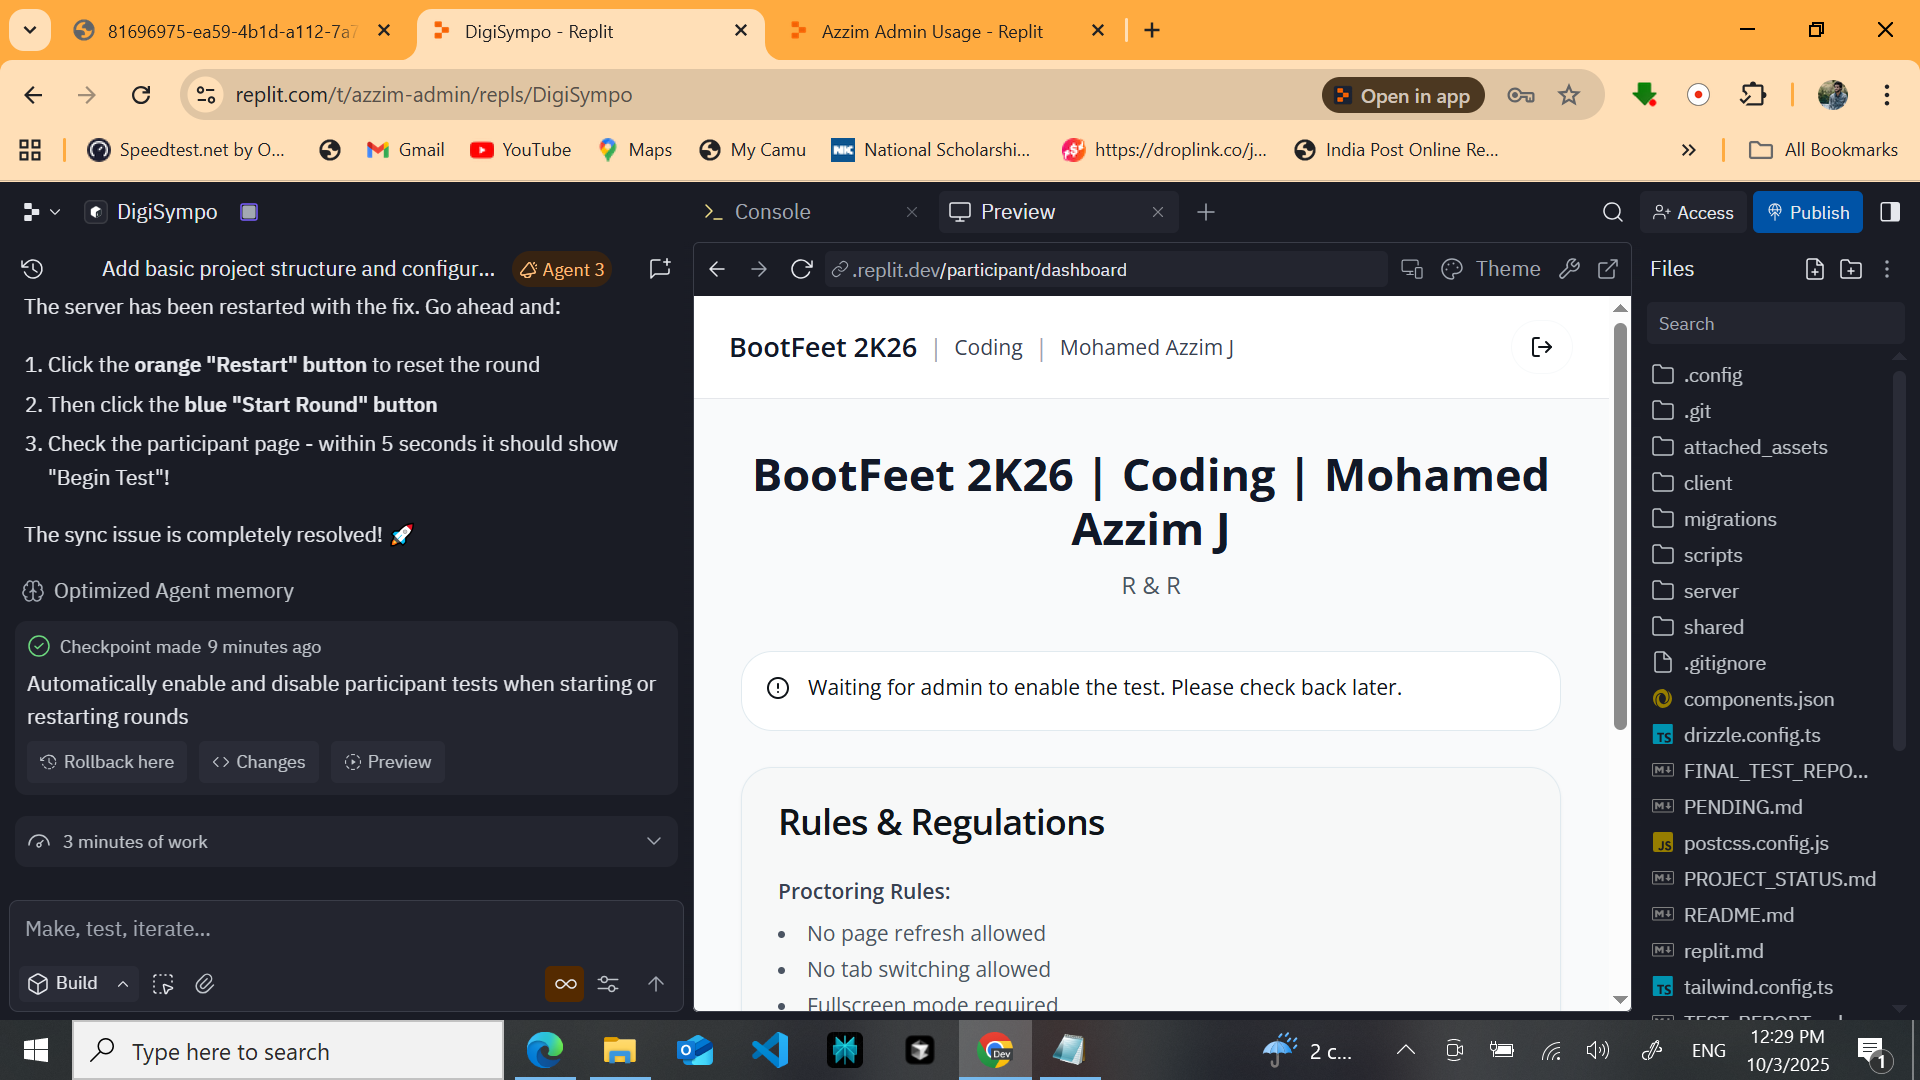 81696975-ea59-4b1d-a112-7a7
DigiSympo - Replit
Azzim Admin Usage - Replit
replit.com/t/azzim-admin/repls/DigiSympo
Open in app
Speedtest.net by O...
Gmail
YouTube
Maps
My Camu
NK
National Scholarshi...
https://droplink.co/j...
India Post Online Re...
All Bookmarks
DigiSympo
Console
Preview
Access
Publish
Add basic project structure and configur...
Agent 3
.replit.dev/participant/dashboard
Theme
Files
The server has been restarted with the fix. Go ahead and:
1. Click the orange "Restart" button to reset the round
2. Then click the blue "Start Round" button
3. Check the participant page - within 5 seconds it should show
"Begin Test"!
The sync issue is completely resolved! 🚀
Optimized Agent memory
Checkpoint made 9 minutes ago
Automatically enable and disable participant tests when starting or
restarting rounds
Rollback here
Changes
Preview
3 minutes of work
Make, test, iterate...
Build
BootFeet 2K26 | Coding | Mohamed Azzim J
BootFeet 2K26 | Coding | Mohamed
Azzim J
R & R
Waiting for admin to enable the test. Please check back later.
Rules & Regulations
Proctoring Rules:
• No page refresh allowed
• No tab switching allowed
• Fullscreen mode required
Search
.config
.git
attached_assets
client
migrations
scripts
server
shared
.gitignore
components.json
TS drizzle.config.ts
FINAL_TEST_REPO...
PENDING.md
JS postcss.config.js
PROJECT_STATUS.md
README.md
replit.md
TS tailwind.config.ts
Type here to search
Dev
2 c...
ENG
12:29 PM
10/3/2025
1